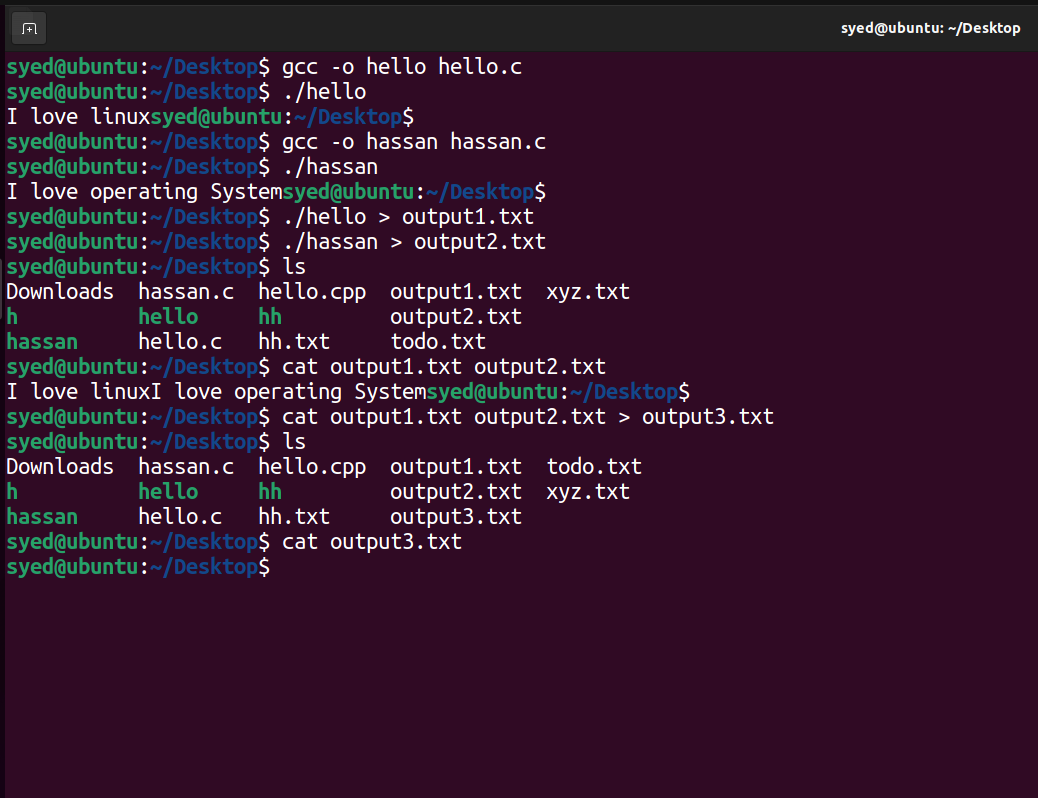 syed@ubuntu: ~/Desktop
syed@ubuntu:~/Desktop$ gcc -o hello hello.c
syed@ubuntu:~/Desktop$ ./hello
I love linuxsyed@ubuntu:~/Desktop$
syed@ubuntu:~/Desktop$ gcc -o hassan hassan.c
syed@ubuntu:~/Desktop$ ./hassan
I love operating Systemsyed@ubuntu:~/Desktop$
syed@ubuntu:~/Desktop$ ./hello > output1.txt
syed@ubuntu:~/Desktop$ ./hassan > output2.txt
syed@ubuntu:~/Desktop$ ls
Downloads  hassan.c  hello.cpp  output1.txt  xyz.txt
h          hello     hh         output2.txt
hassan     hello.c   hh.txt     todo.txt
syed@ubuntu:~/Desktop$ cat output1.txt output2.txt
I love linuxI love operating Systemsyed@ubuntu:~/Desktop$
syed@ubuntu:~/Desktop$ cat output1.txt output2.txt > output3.txt
syed@ubuntu:~/Desktop$ ls
Downloads  hassan.c  hello.cpp  output1.txt  todo.txt
h          hello     hh         output2.txt  xyz.txt
hassan     hello.c   hh.txt     output3.txt
syed@ubuntu:~/Desktop$ cat output3.txt
syed@ubuntu:~/Desktop$